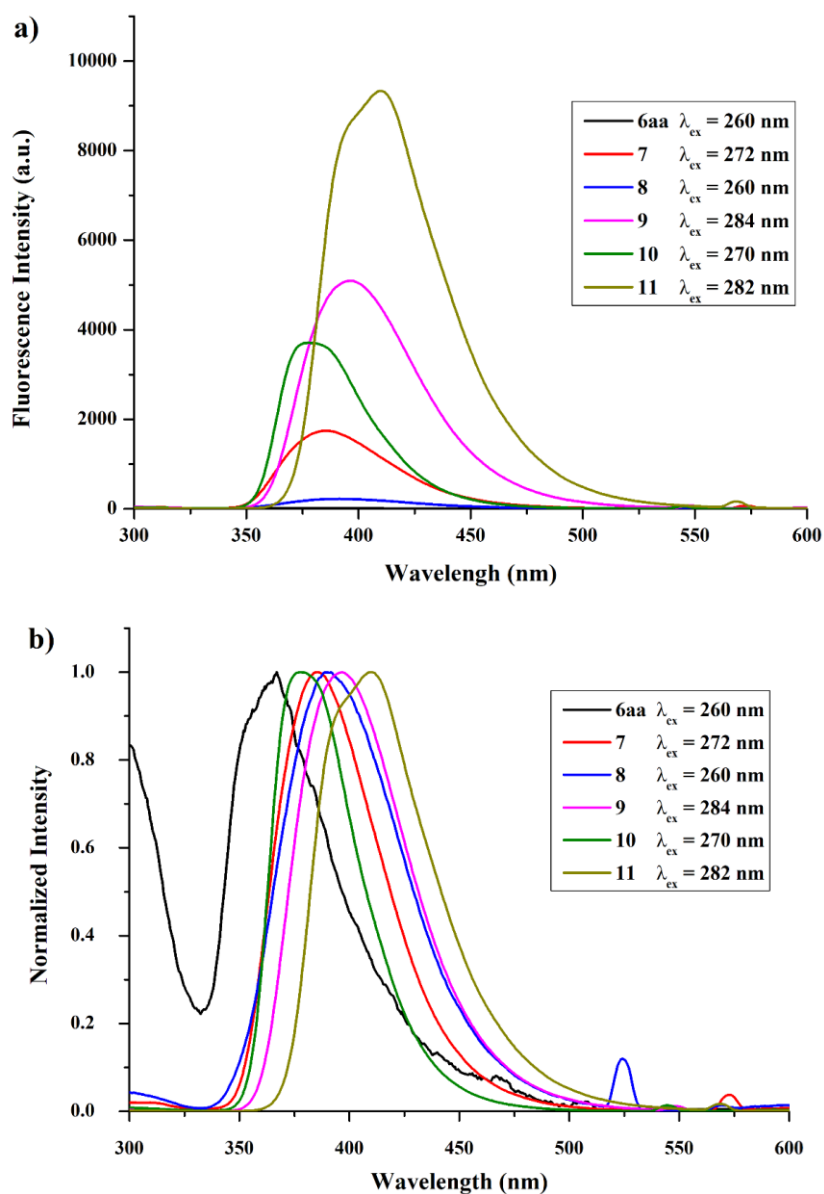 a)
10000
8000
6000
4000
2000
0
Fluorescence Intensity (a.u.)
6aa λex = 260 nm
7 λex = 272 nm
8 λex = 260 nm
9 λex = 284 nm
10 λex = 270 nm
11 λex = 282 nm
300 350 400 450 500 550 600
Wavelengh (nm)
b)
1.0
0.8
0.6
0.4
0.2
0.0
Normalized Intensity
6aa λex = 260 nm
7 λex = 272 nm
8 λex = 260 nm
9 λex = 284 nm
10 λex = 270 nm
11 λex = 282 nm
300 350 400 450 500 550 600
Wavelength (nm)